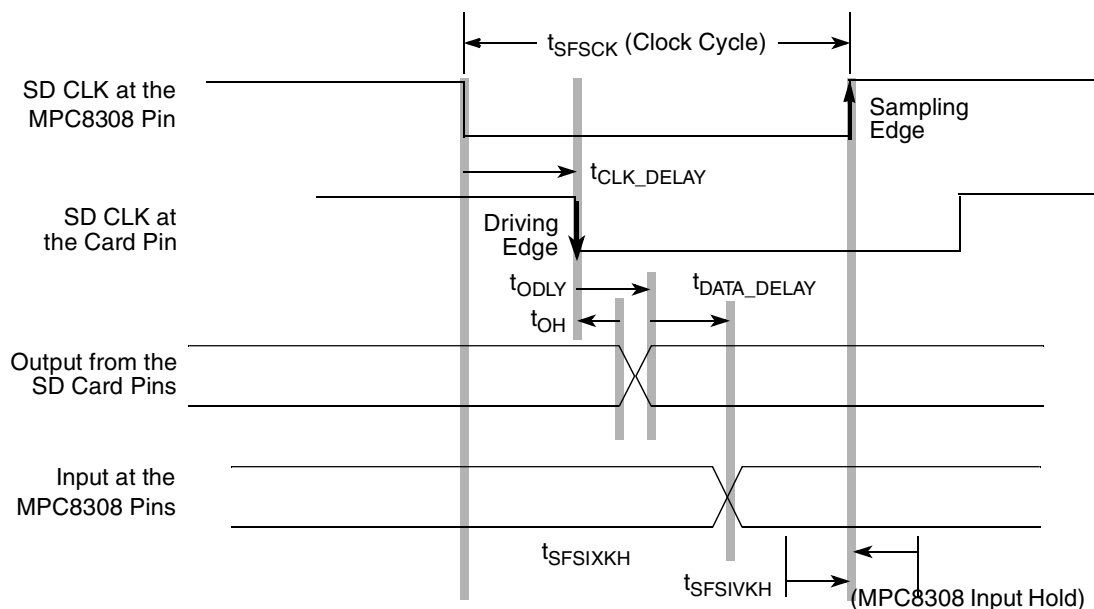 tSFSCK (Clock Cycle)
SD CLK at the
MPC8308 Pin
Sampling
Edge
tCLK_DELAY
SD CLK at
the Card Pin
Driving
Edge
tODLY
tDATA_DELAY
tOH
Output from the
SD Card Pins
Input at the
MPC8308 Pins
tSFSIXKH
tSFSIVKH
(MPC8308 Input Hold)